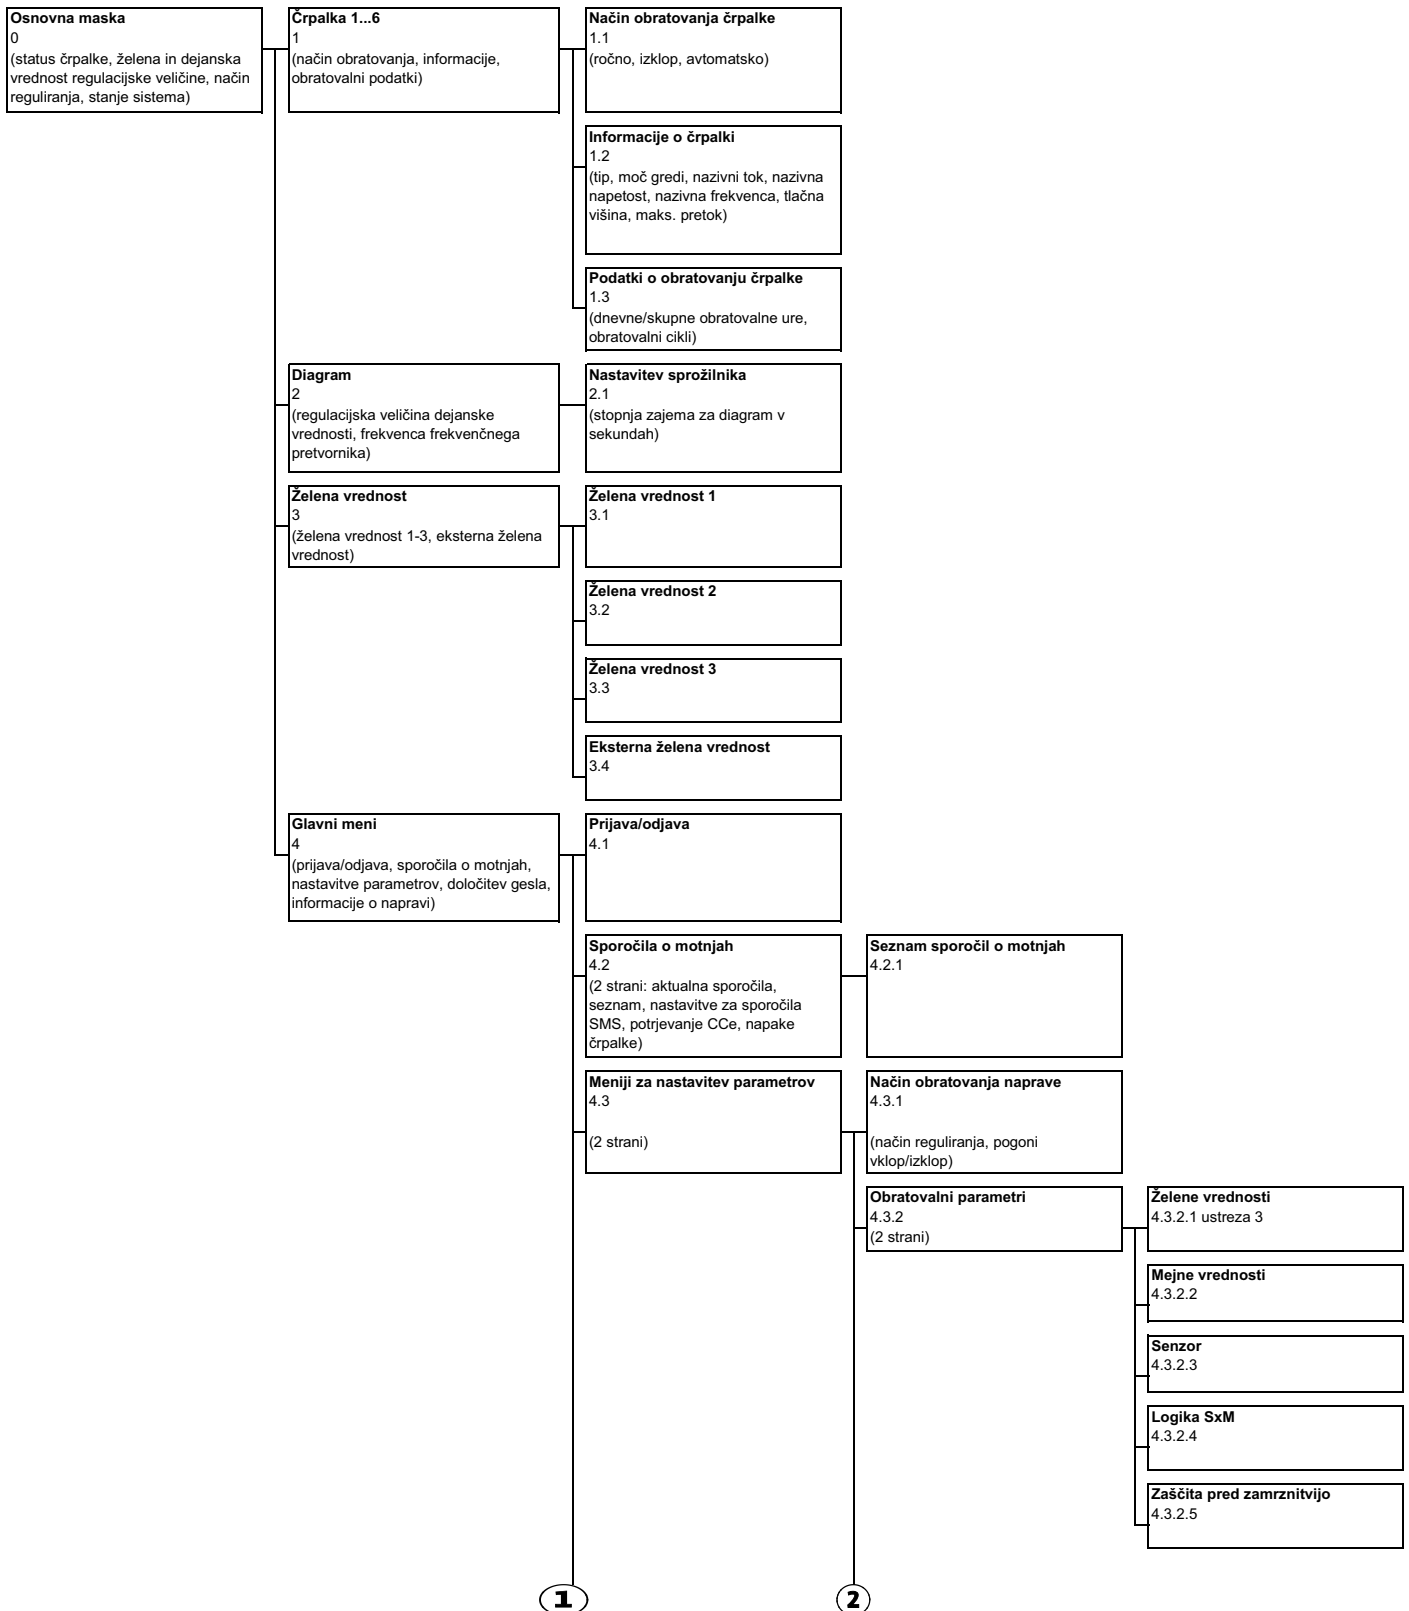 Osnovna maska
0
(status črpalke, želena in dejanska
vrednost regulacijske veličine, način
reguliranja, stanje sistema)
Črpalka 1...6
1
(način obratovanja, informacije,
obratovalni podatki)
Način obratovanja črpalke
1.1
(ročno, izklop, avtomatsko)
Informacije o črpalki
1.2
(tip, moč gredi, nazivni tok, nazivna
napetost, nazivna frekvenca, tlačna
višina, maks. pretok)
Podatki o obratovanju črpalke
1.3
(dnevne/skupne obratovalne ure,
obratovalni cikli)
Diagram
2
(regulacijska veličina dejanske
vrednosti, frekvenca frekvenčnega
pretvornika)
Nastavitev sprožilnika
2.1
(stopnja zajema za diagram v
sekundah)
Želena vrednost
3
(želena vrednost 1-3, eksterna želena
vrednost)
Želena vrednost 1
3.1
Želena vrednost 2
3.2
Želena vrednost 3
3.3
Eksterna želena vrednost
3.4
Glavni meni
4
(prijava/odjava, sporočila o motnjah,
nastavitve parametrov, določitev gesla,
informacije o napravi)
Prijava/odjava
4.1
Sporočila o motnjah
4.2
(2 strani: aktualna sporočila,
seznam, nastavitve za sporočila
SMS, potrjevanje CCe, napake
črpalke)
Seznam sporočil o motnjah
4.2.1
Meniji za nastavitev parametrov
4.3
(2 strani)
Način obratovanja naprave
4.3.1
(način reguliranja, pogoni
vklop/izklop)
Obratovalni parametri
4.3.2
(2 strani)
Želene vrednosti
4.3.2.1 ustreza 3
Mejne vrednosti
4.3.2.2
Senzor
4.3.2.3
Logika SxM
4.3.2.4
Zaščita pred zamrznitvijo
4.3.2.5
1
2